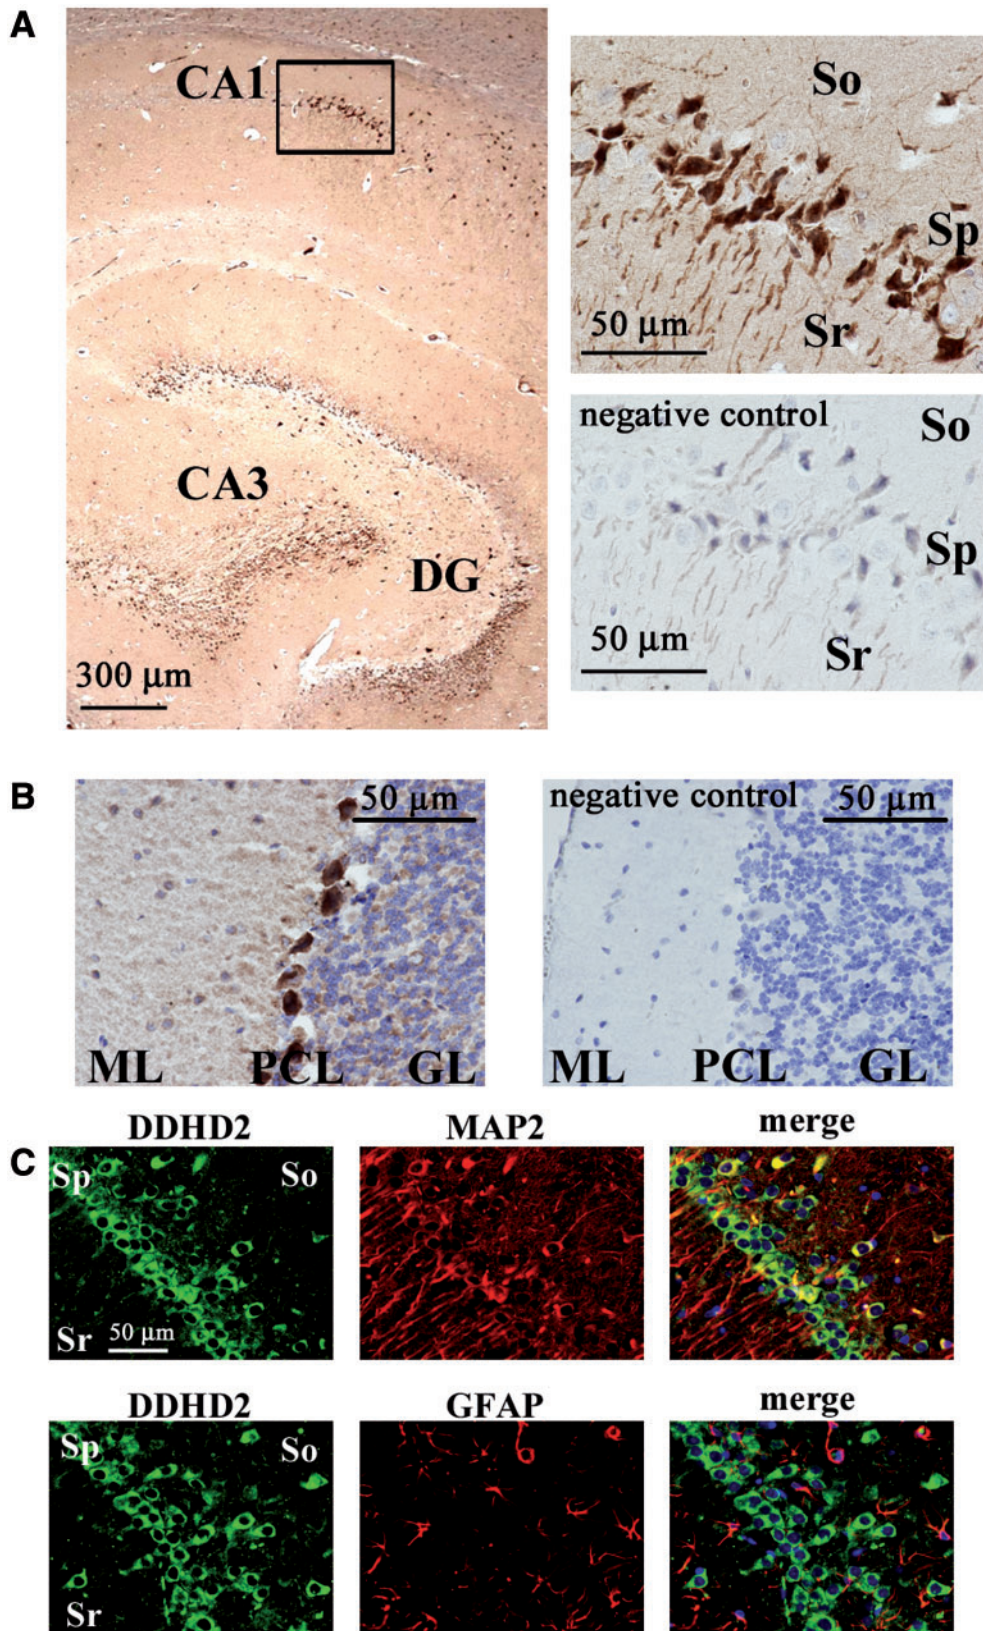 A
CA1
CA3
DG
300 μm
So
Sp
Sr
50 μm
negative control
So
Sp
Sr
50 μm
B
50 μm
ML PCL GL
negative control 50 μm
ML PCL GL
C
DDHD2 MAP2 merge
Sp So
Sr 50 μm
DDHD2 GFAP merge
Sp So
Sr